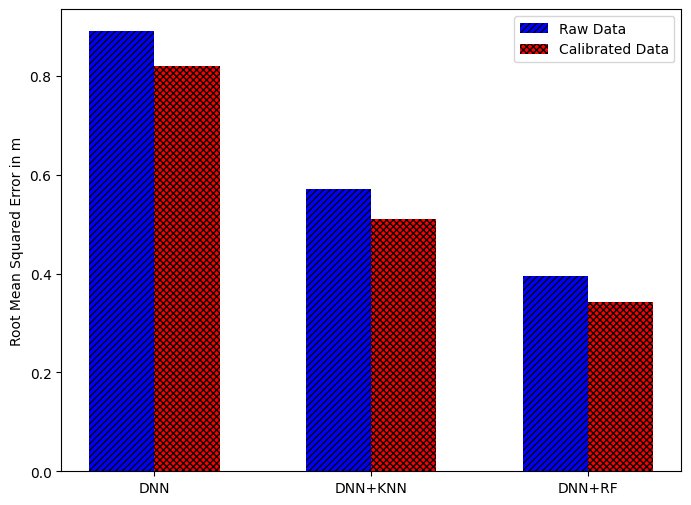 Raw Data
Calibrated Data
Root Mean Squared Error in m
0.8
0.6
0.4
0.2
0.0
DNN
DNN+KNN
DNN+RF